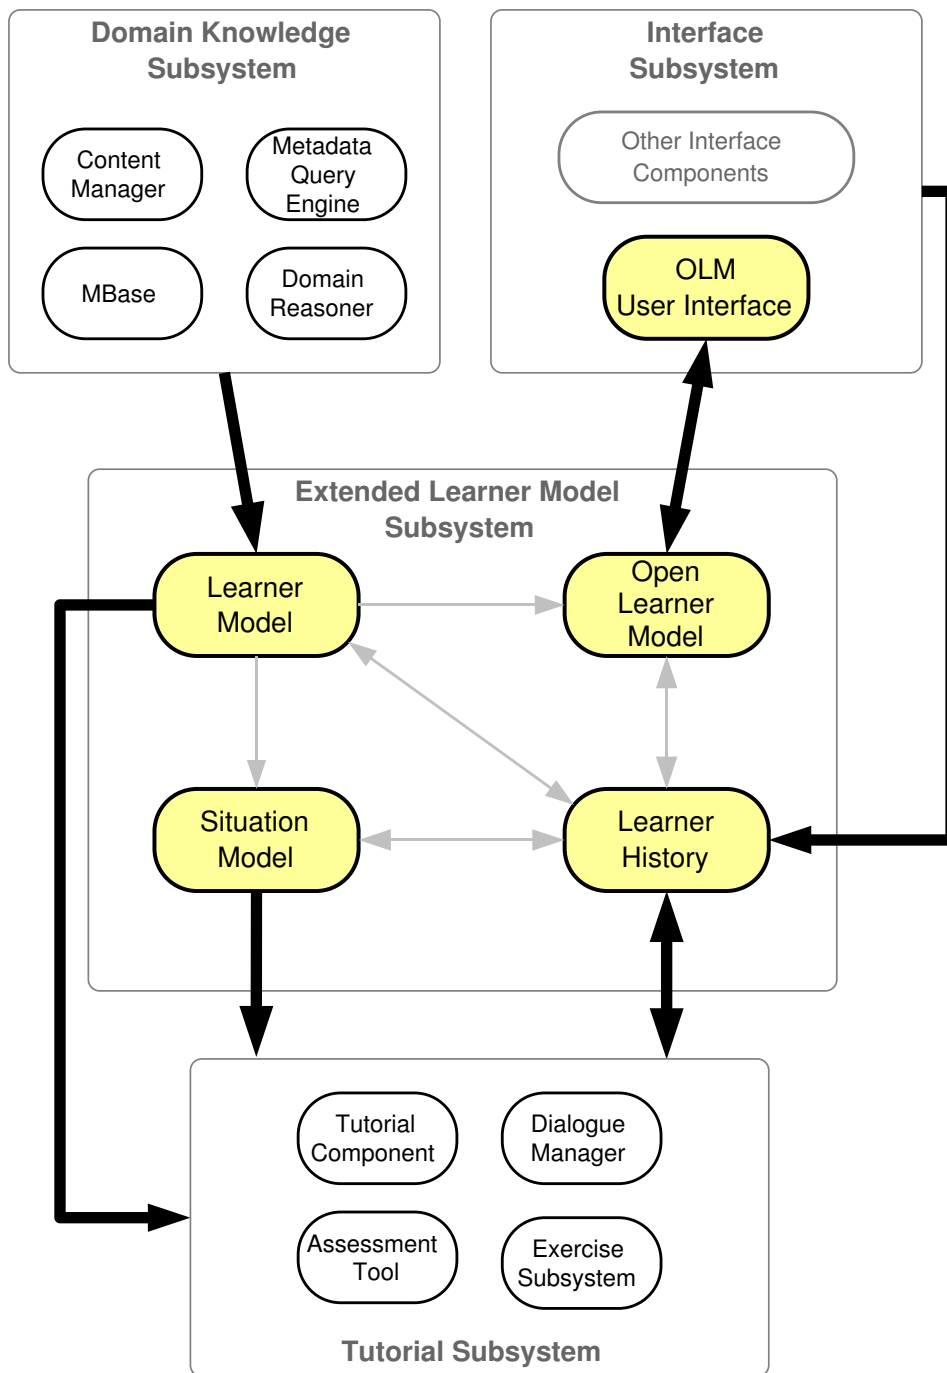 Domain Knowledge
Subsystem
Content
Manager
Metadata
Query
Engine
MBase
Domain
Reasoner
Interface
Subsystem
Other Interface
Components
OLM
User Interface
Extended Learner Model
Subsystem
Learner
Model
Open
Learner
Model
Situation
Model
Learner
History
Tutorial
Component
Dialogue
Manager
Assessment
Tool
Exercise
Subsystem
Tutorial Subsystem